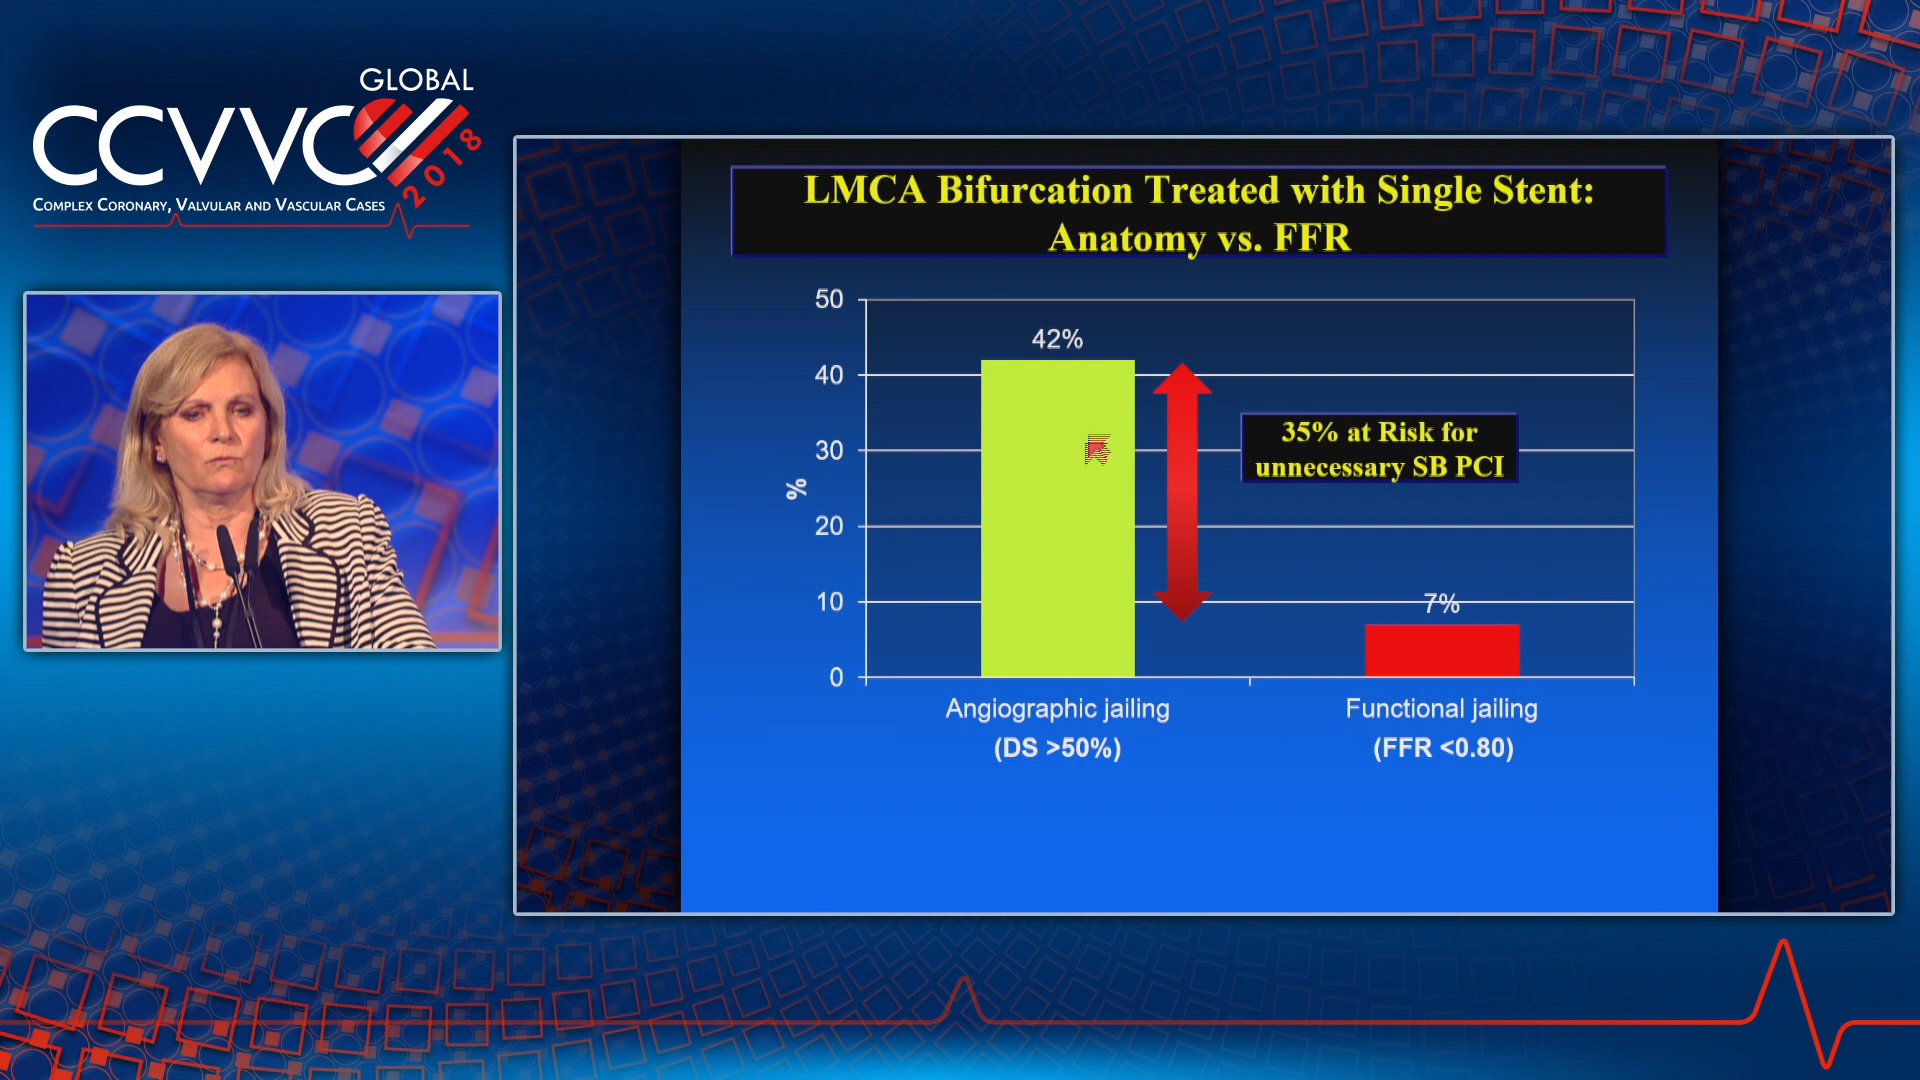 GLOBAL
CCVVC
2018
COMPLEX CORONARY, VALVULAR AND VASCULAR CASES
LMCA Bifurcation Treated with Single Stent:
Anatomy vs. FFR
50
40
30
20
10
0
%
42%
35% at Risk for
unnecessary SB PCI
7%
Angiographic jailing
(DS >50%)
Functional jailing
(FFR <0.80)